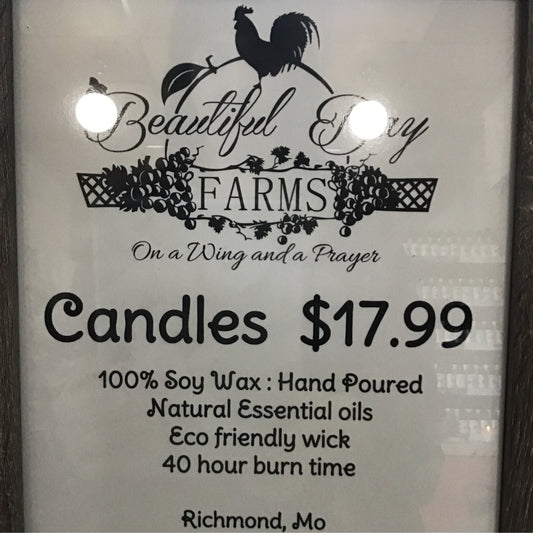 Beautiful Day
FARMS
On a Wing and a Prayer
Candles $17.99
100% Soy Wax : Hand Poured
Natural Essential oils
Eco friendly wick
40 hour burn time
Richmond, Mo